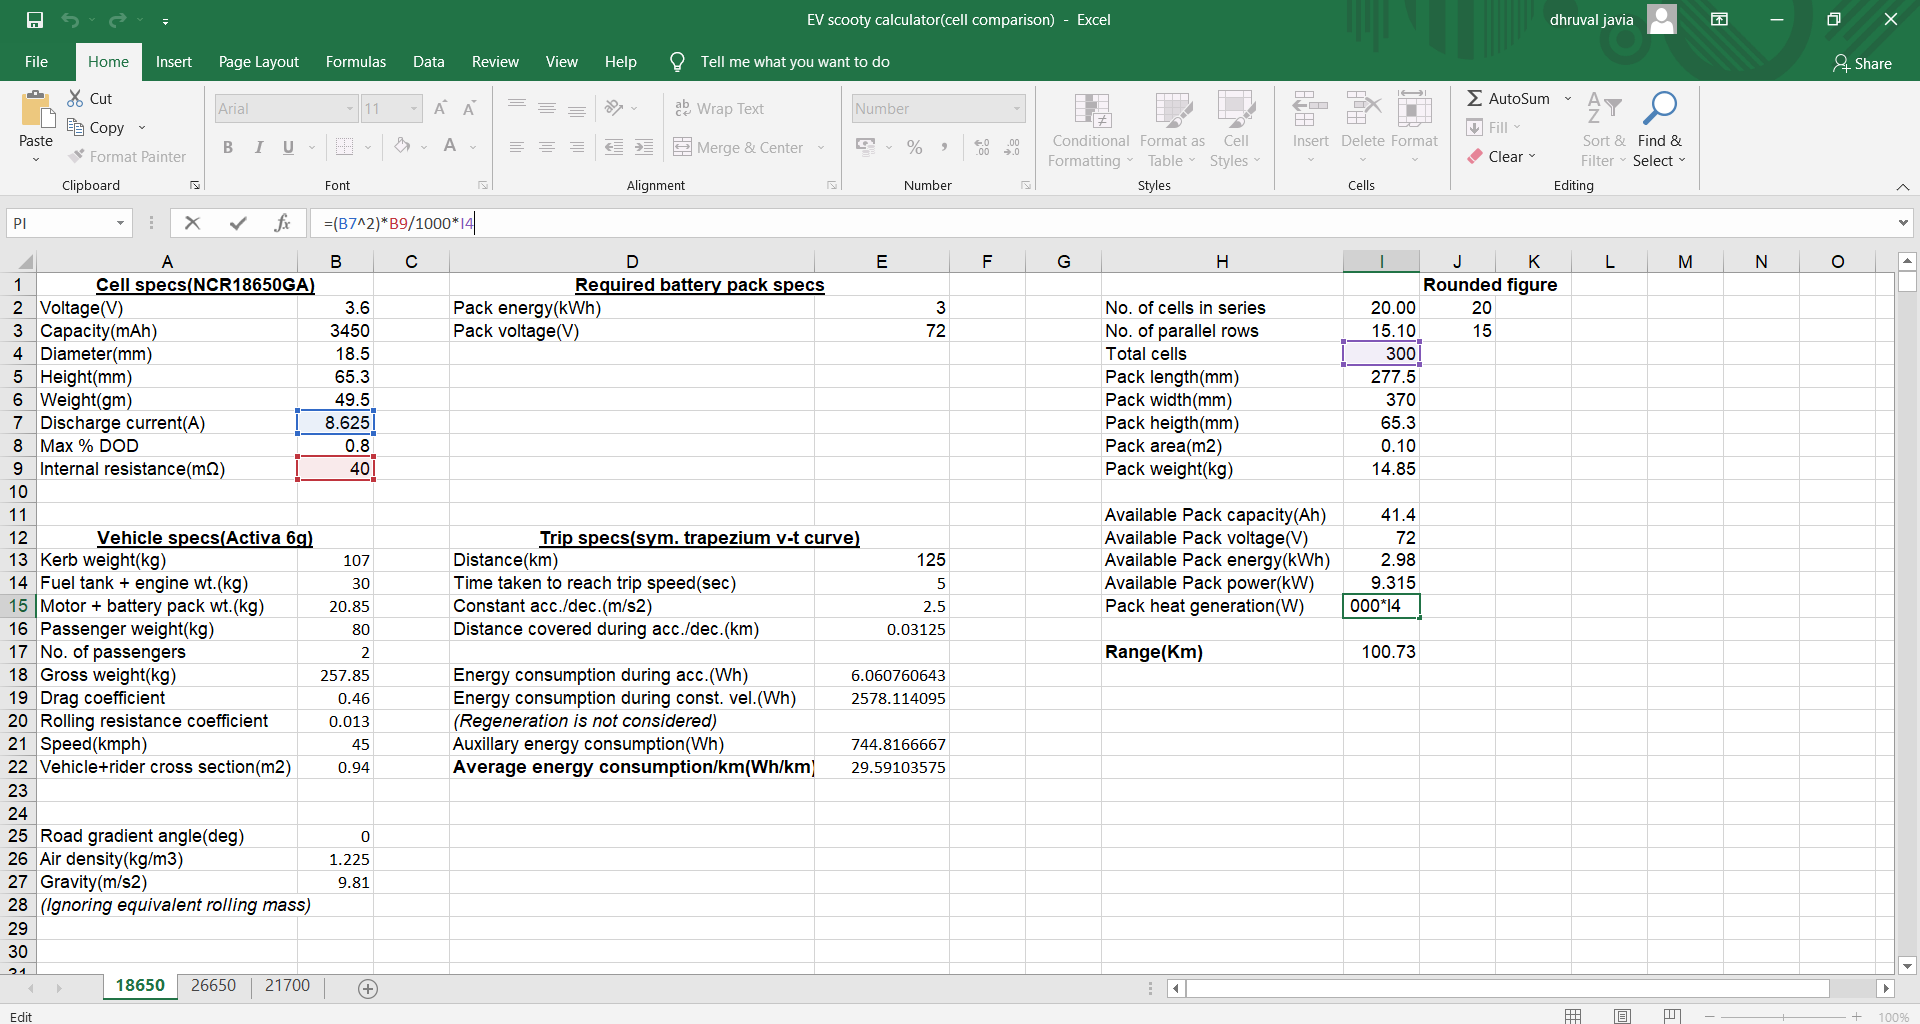 EV scooty calculator(cell comparison) - Excel
dhruval javia
File Home Insert Page Layout Formulas Data Review View Help Tell me what you want to do Share
Paste
Cut
Copy
Format Painter
Clipboard
Arial 11
A A
B I U A
Font
Wrap Text
Merge & Center
Alignment
Number
% , .00 .00
Number
Conditional Formatting
Format as Table
Cell Styles
Styles
Insert Delete Format
Cells
AutoSum
Fill
Clear
Sort & Filter
Find & Select
Editing
PI fx =(B7^2)*B9/1000*I4
A B C D E F G H I J K L M N O
1 Cell specs(NCR18650GA) Required battery pack specs Rounded figure
2 Voltage(V) 3.6 Pack energy(kWh) 3 No. of cells in series 20.00 20
3 Capacity(mAh) 3450 Pack voltage(V) 72 No. of parallel rows 15.10 15
4 Diameter(mm) 18.5 Total cells 300
5 Height(mm) 65.3 Pack length(mm) 277.5
6 Weight(gm) 49.5 Pack width(mm) 370
7 Discharge current(A) 8.625 Pack heigth(mm) 65.3
8 Max % DOD 0.8 Pack area(m2) 0.10
9 Internal resistance(mΩ) 40 Pack weight(kg) 14.85
10
11 Available Pack capacity(Ah) 41.4
12 Vehicle specs(Activa 6g) Trip specs(sym. trapezium v-t curve) Available Pack voltage(V) 72
13 Kerb weight(kg) 107 Distance(km) 125 Available Pack energy(kWh) 2.98
14 Fuel tank + engine wt.(kg) 30 Time taken to reach trip speed(sec) 5 Available Pack power(kW) 9.315
15 Motor + battery pack wt.(kg) 20.85 Constant acc./dec.(m/s2) 2.5 Pack heat generation(W) 000*I4
16 Passenger weight(kg) 80 Distance covered during acc./dec.(km) 0.03125
17 No. of passengers 2 Range(Km) 100.73
18 Gross weight(kg) 257.85 Energy consumption during acc.(Wh) 6.060760643
19 Drag coefficient 0.46 Energy consumption during const. vel.(Wh) 2578.114095
20 Rolling resistance coefficient 0.013 (Regeneration is not considered)
21 Speed(kmph) 45 Auxillary energy consumption(Wh) 744.8166667
22 Vehicle+rider cross section(m2) 0.94 Average energy consumption/km(Wh/km) 29.59103575
23
24
25 Road gradient angle(deg) 0
26 Air density(kg/m3) 1.225
27 Gravity(m/s2) 9.81
28 (Ignoring equivalent rolling mass)
29
30
31
18650 26650 21700
Edit 100%